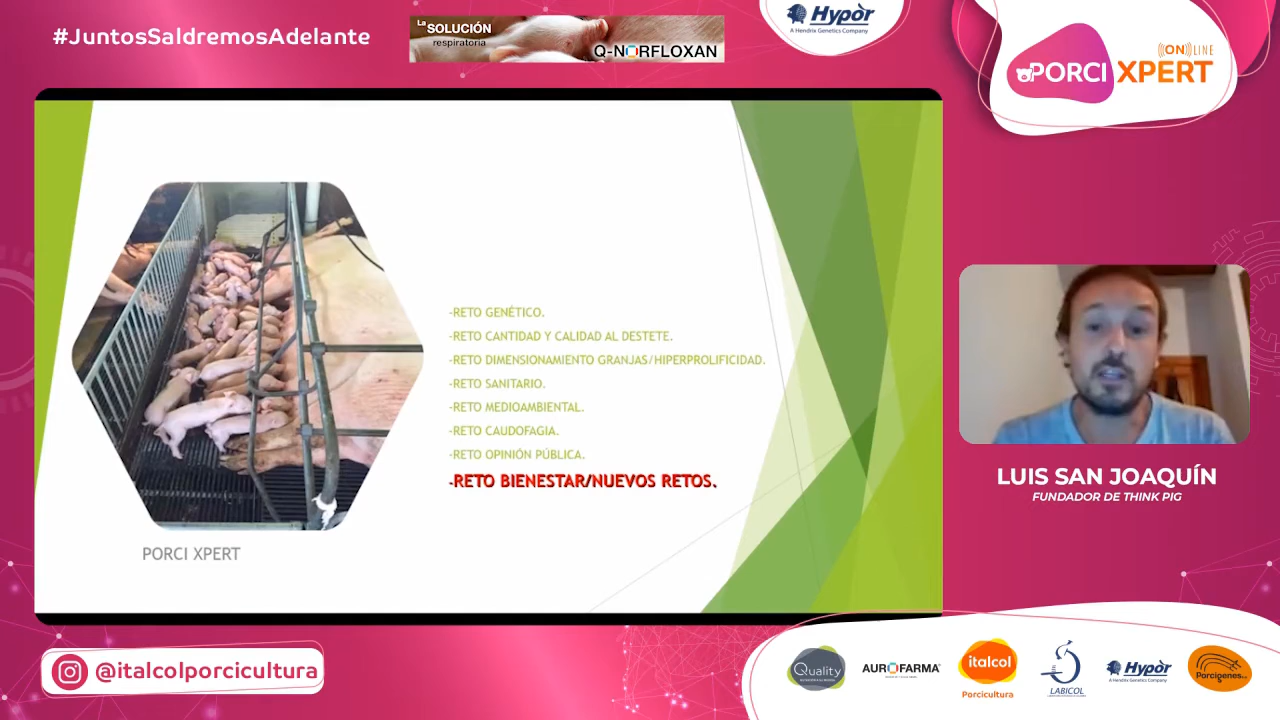 #JuntosSaldremosAdelante
La
SOLUCIÓN
respiratoria
Q-NORFLOXAN
Hypor
A Hendrix Genetics Company
((ON))LINE
PORCI XPERT
-RETO GENÉTICO.
-RETO CANTIDAD Y CALIDAD AL DESTETE.
-RETO DIMENSIONAMIENTO GRANJAS/HIPERPROLIFICIDAD.
-RETO SANITARIO.
-RETO MEDIOAMBIENTAL.
-RETO CAUDOFAGIA.
-RETO OPINIÓN PÚBLICA.
-RETO BIENESTAR/NUEVOS RETOS.
PORCI XPERT
LUIS SAN JOAQUÍN
FUNDADOR DE THINK PIG
@italcolporcicultura
Quality
AUROFARMA
italcol
Porcicultura
LABICOL
Hypor
A Hendrix Genetics Company
Porcigenes